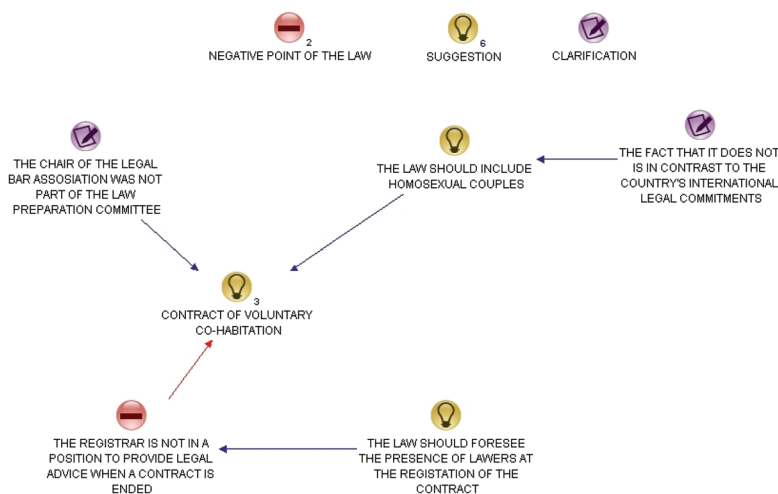 2
NEGATIVE POINT OF THE LAW
6
SUGGESTION
CLARIFICATION
THE CHAIR OF THE LEGAL
BAR ASSOSIATION WAS NOT
PART OF THE LAW
PREPARATION COMMITTEE
THE LAW SHOULD INCLUDE
HOMOSEXUAL COUPLES
THE FACT THAT IT DOES NOT
IS IN CONTRAST TO THE
COUNTRY'S INTERNATIONAL
LEGAL COMMITMENTS
3
CONTRACT OF VOLUNTARY
CO-HABITATION
THE REGISTRAR IS NOT IN A
POSITION TO PROVIDE LEGAL
ADVICE WHEN A CONTRACT IS
ENDED
THE LAW SHOULD FORESEE
THE PRESENCE OF LAWERS AT
THE REGISTATION OF THE
CONTRACT